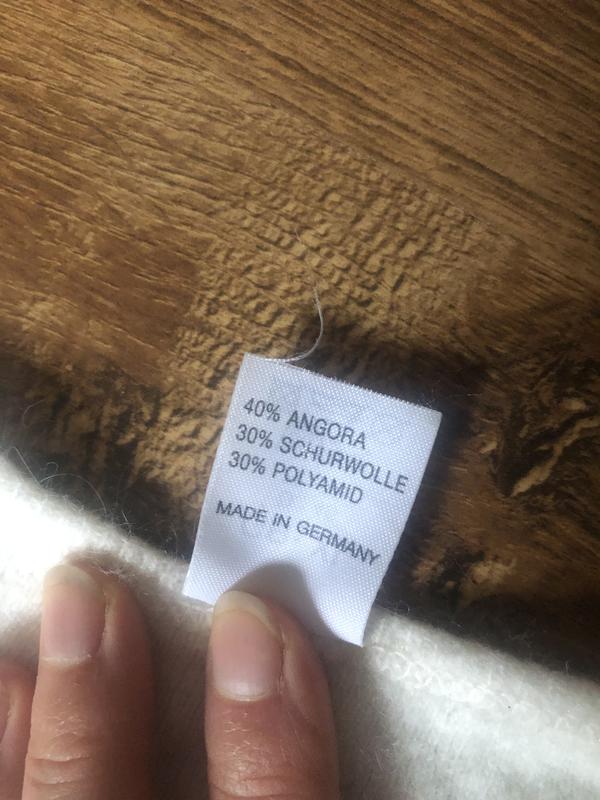 40% ANGORA
30% SCHURWOLLE
30% POLYAMID
MADE IN GERMANY